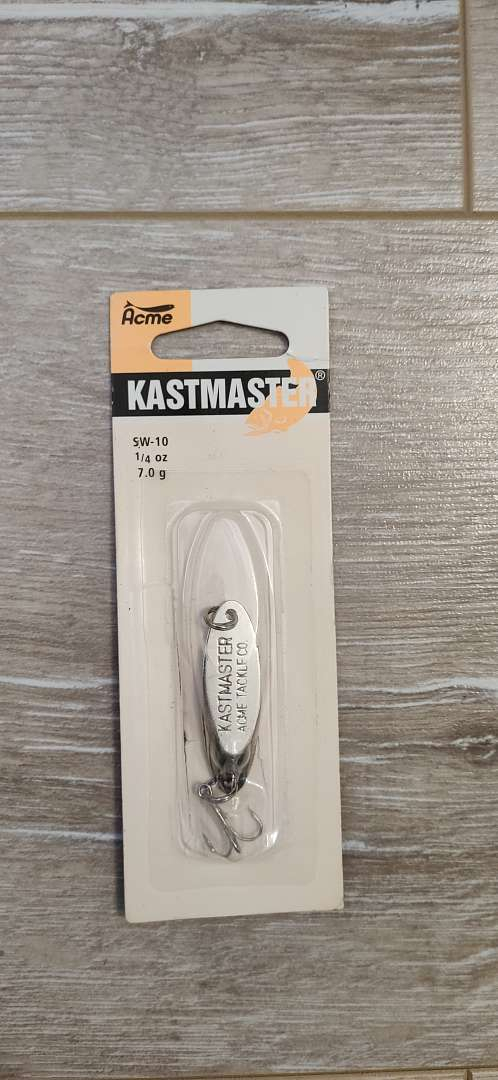 Acme
KASTMASTER®
SW-10
1/4 oz
7.0 g
KASTMASTER
ACME TACKLE CO